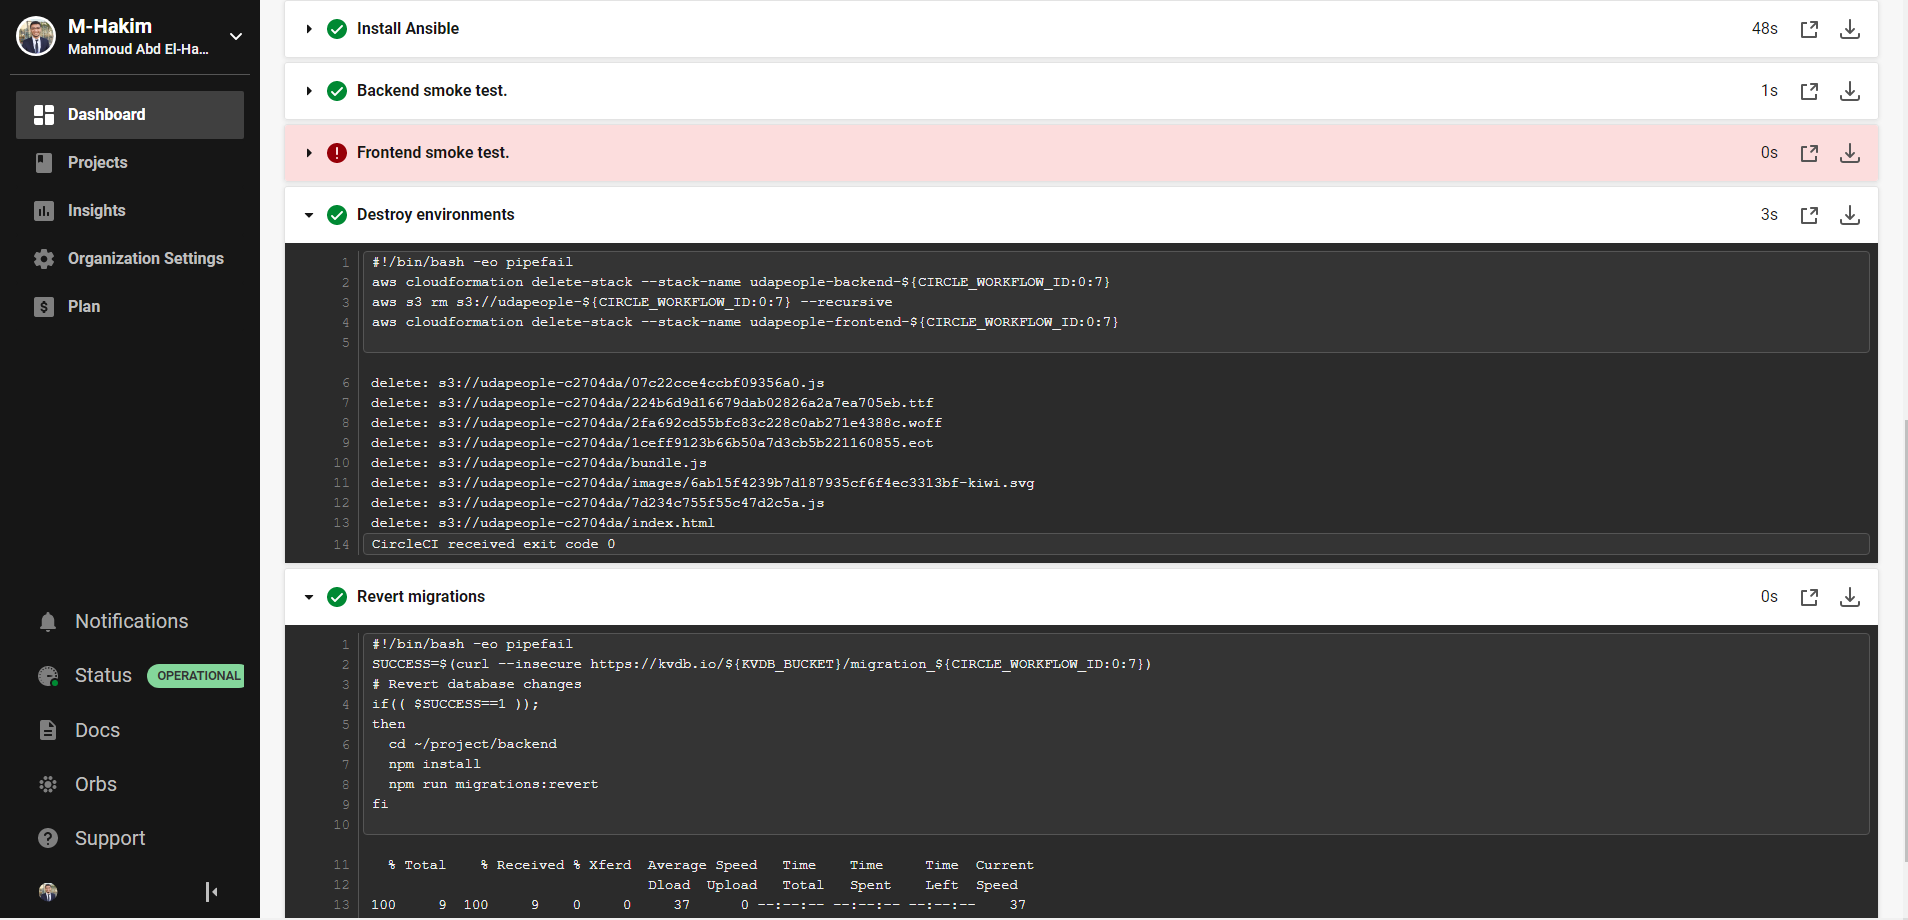 M-Hakim
Mahmoud Abd El-Ha...
Dashboard
Projects
Insights
Organization Settings
Plan
Notifications
Status OPERATIONAL
Docs
Orbs
Support
Install Ansible 48s
Backend smoke test. 1s
Frontend smoke test. 0s
Destroy environments 3s
1 #!/bin/bash -eo pipefail
2 aws cloudformation delete-stack --stack-name udapeople-backend-${CIRCLE_WORKFLOW_ID:0:7}
3 aws s3 rm s3://udapeople-${CIRCLE_WORKFLOW_ID:0:7} --recursive
4 aws cloudformation delete-stack --stack-name udapeople-frontend-${CIRCLE_WORKFLOW_ID:0:7}
5
6 delete: s3://udapeople-c2704da/07c22cce4ccbf09356a0.js
7 delete: s3://udapeople-c2704da/224b6d9d16679dab02826a2a7ea705eb.ttf
8 delete: s3://udapeople-c2704da/2fa692cd55bfc83c228c0ab271e4388c.woff
9 delete: s3://udapeople-c2704da/1ceff9123b66b50a7d3cb5b221160855.eot
10 delete: s3://udapeople-c2704da/bundle.js
11 delete: s3://udapeople-c2704da/images/6ab15f4239b7d187935cf6f4ec3313bf-kiwi.svg
12 delete: s3://udapeople-c2704da/7d234c755f55c47d2c5a.js
13 delete: s3://udapeople-c2704da/index.html
14 CircleCI received exit code 0
Revert migrations 0s
1 #!/bin/bash -eo pipefail
2 SUCCESS=$(curl --insecure https://kvdb.io/${KVDB_BUCKET}/migration_${CIRCLE_WORKFLOW_ID:0:7})
3 # Revert database changes
4 if(( $SUCCESS==1 ));
5 then
6 cd ~/project/backend
7 npm install
8 npm run migrations:revert
9 fi
10
11 % Total % Received % Xferd Average Speed Time Time Time Current
12 Dload Upload Total Spent Left Speed
13 100 9 100 9 0 0 37 0 --:--:-- --:--:-- --:--:-- 37